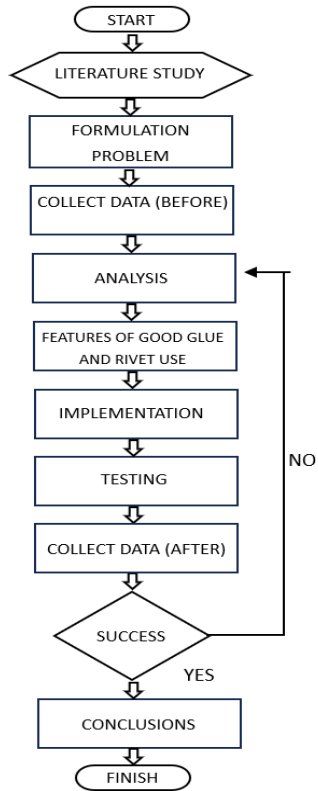 START
LITERATURE STUDY
FORMULATION
PROBLEM
COLLECT DATA (BEFORE)
ANALYSIS
FEATURES OF GOOD GLUE
AND RIVET USE
IMPLEMENTATION
TESTING
COLLECT DATA (AFTER)
SUCCESS
NO
YES
CONCLUSIONS
FINISH